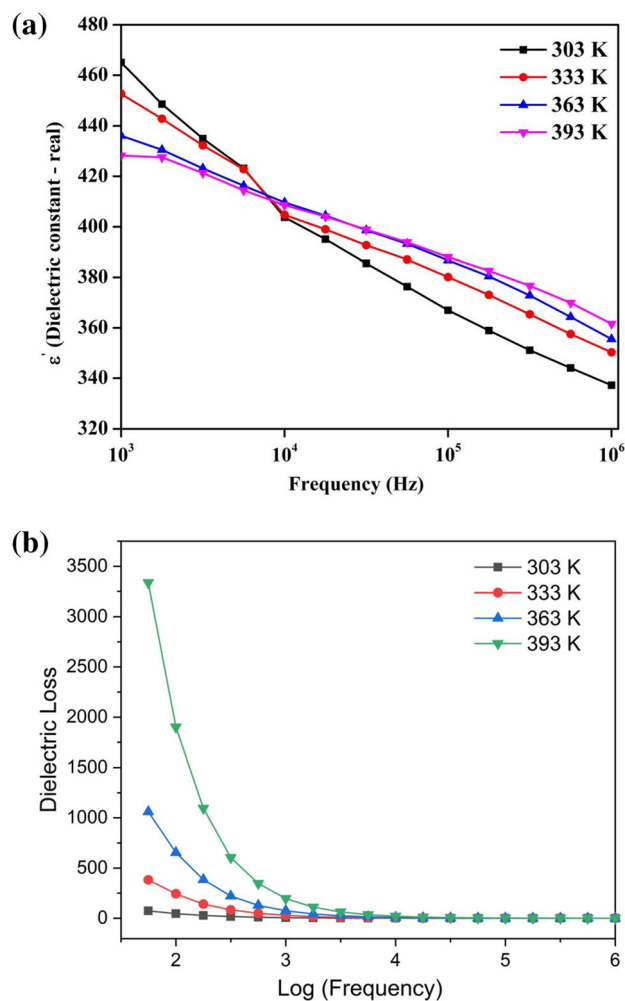 (a)
480
460
440
420
400
380
360
340
320
ε' (Dielectric constant - real)
303 K
333 K
363 K
393 K
10³
10⁴
10⁵
10⁶
Frequency (Hz)
(b)
3500
3000
2500
2000
1500
1000
500
0
Dielectric Loss
303 K
333 K
363 K
393 K
2
3
4
5
6
Log (Frequency)